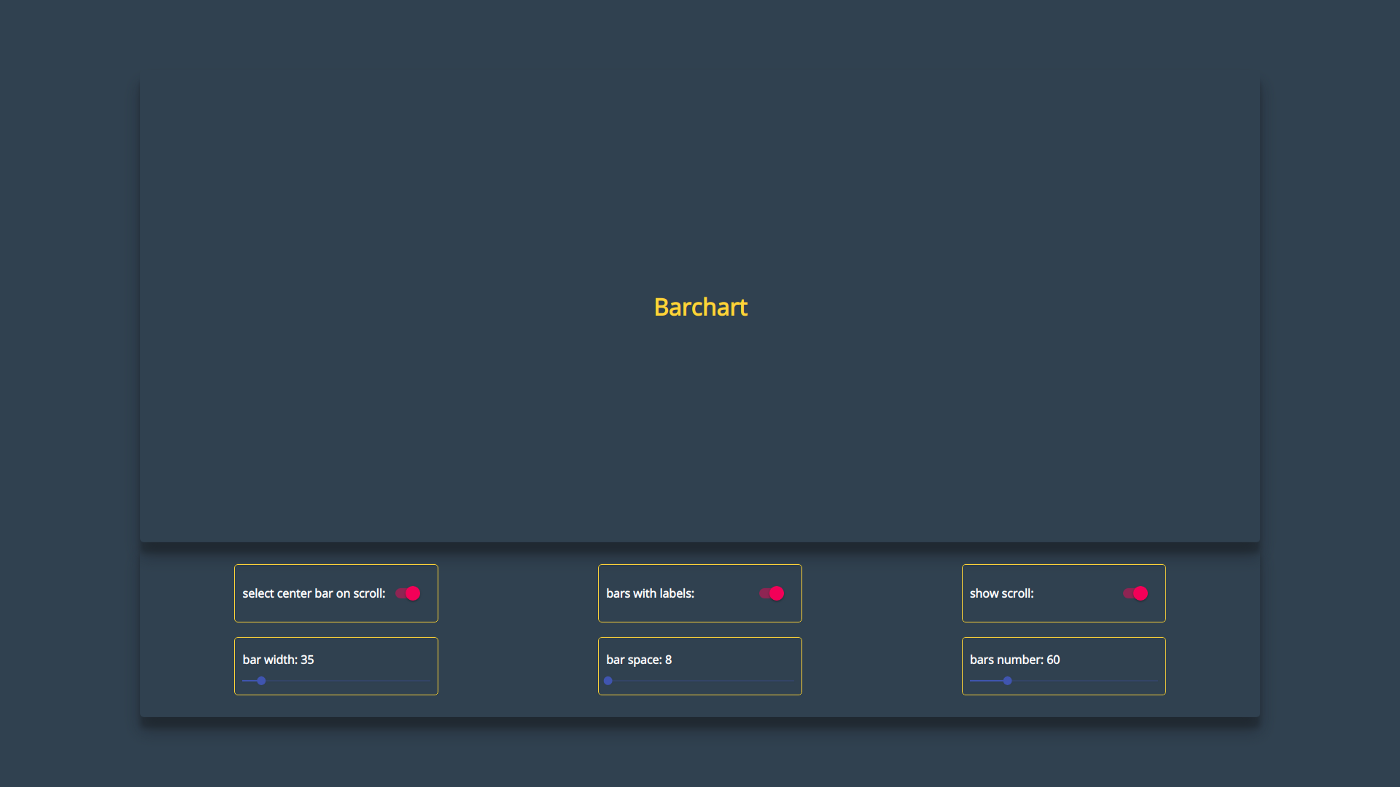 Barchart
select center bar on scroll:
bars with labels:
show scroll:
bar width: 35
bar space: 8
bars number: 60